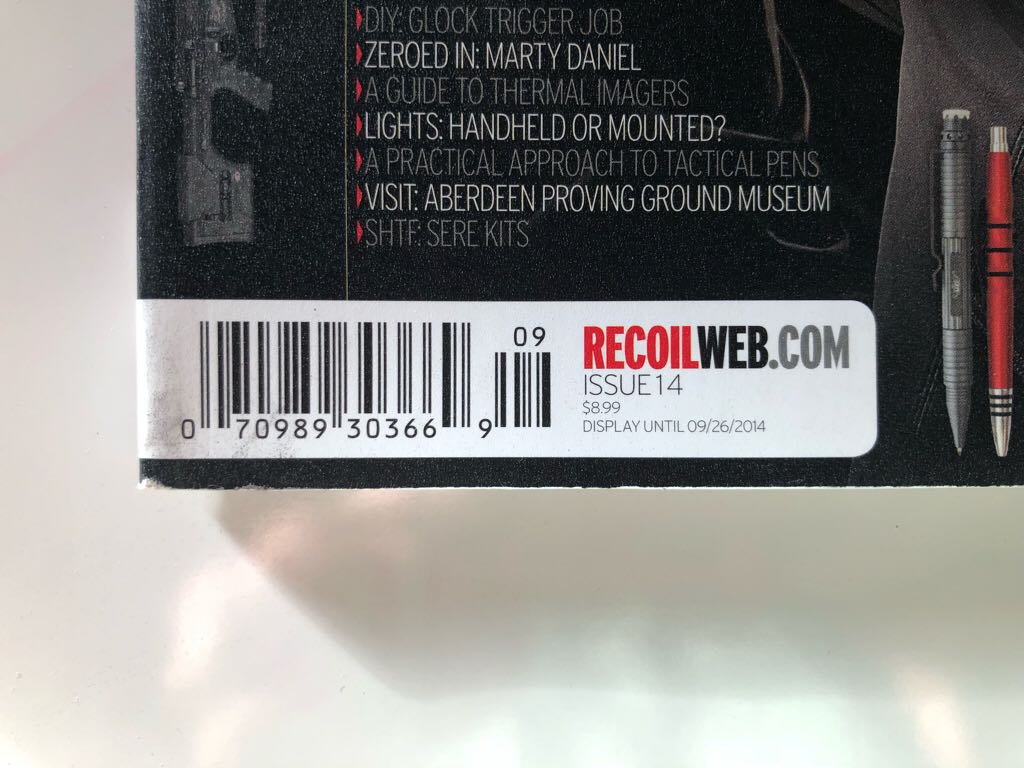 DIY: GLOCK TRIGGER JOB
ZEROED IN: MARTY DANIEL
A GUIDE TO THERMAL IMAGERS
LIGHTS: HANDHELD OR MOUNTED?
A PRACTICAL APPROACH TO TACTICAL PENS
VISIT: ABERDEEN PROVING GROUND MUSEUM
SHTF: SERE KITS
09
0 70989 30366 9
RECOILWEB.COM
ISSUE 14
$8.99
DISPLAY UNTIL 09/26/2014